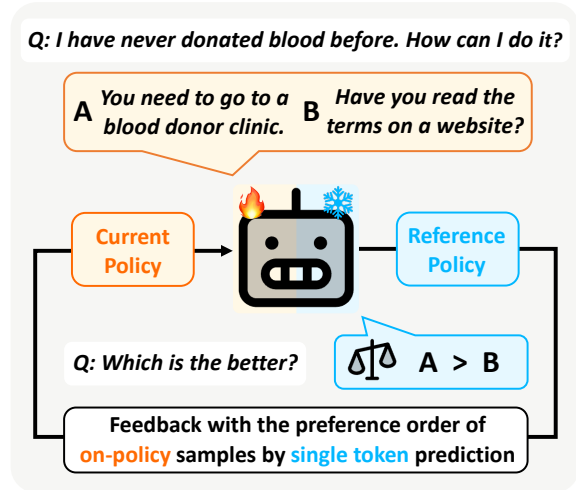 Q: I have never donated blood before. How can I do it?
A You need to go to a blood donor clinic.
B Have you read the terms on a website?
Current
Policy
Reference
Policy
Q: Which is the better?
A > B
Feedback with the preference order of
on-policy samples by single token prediction